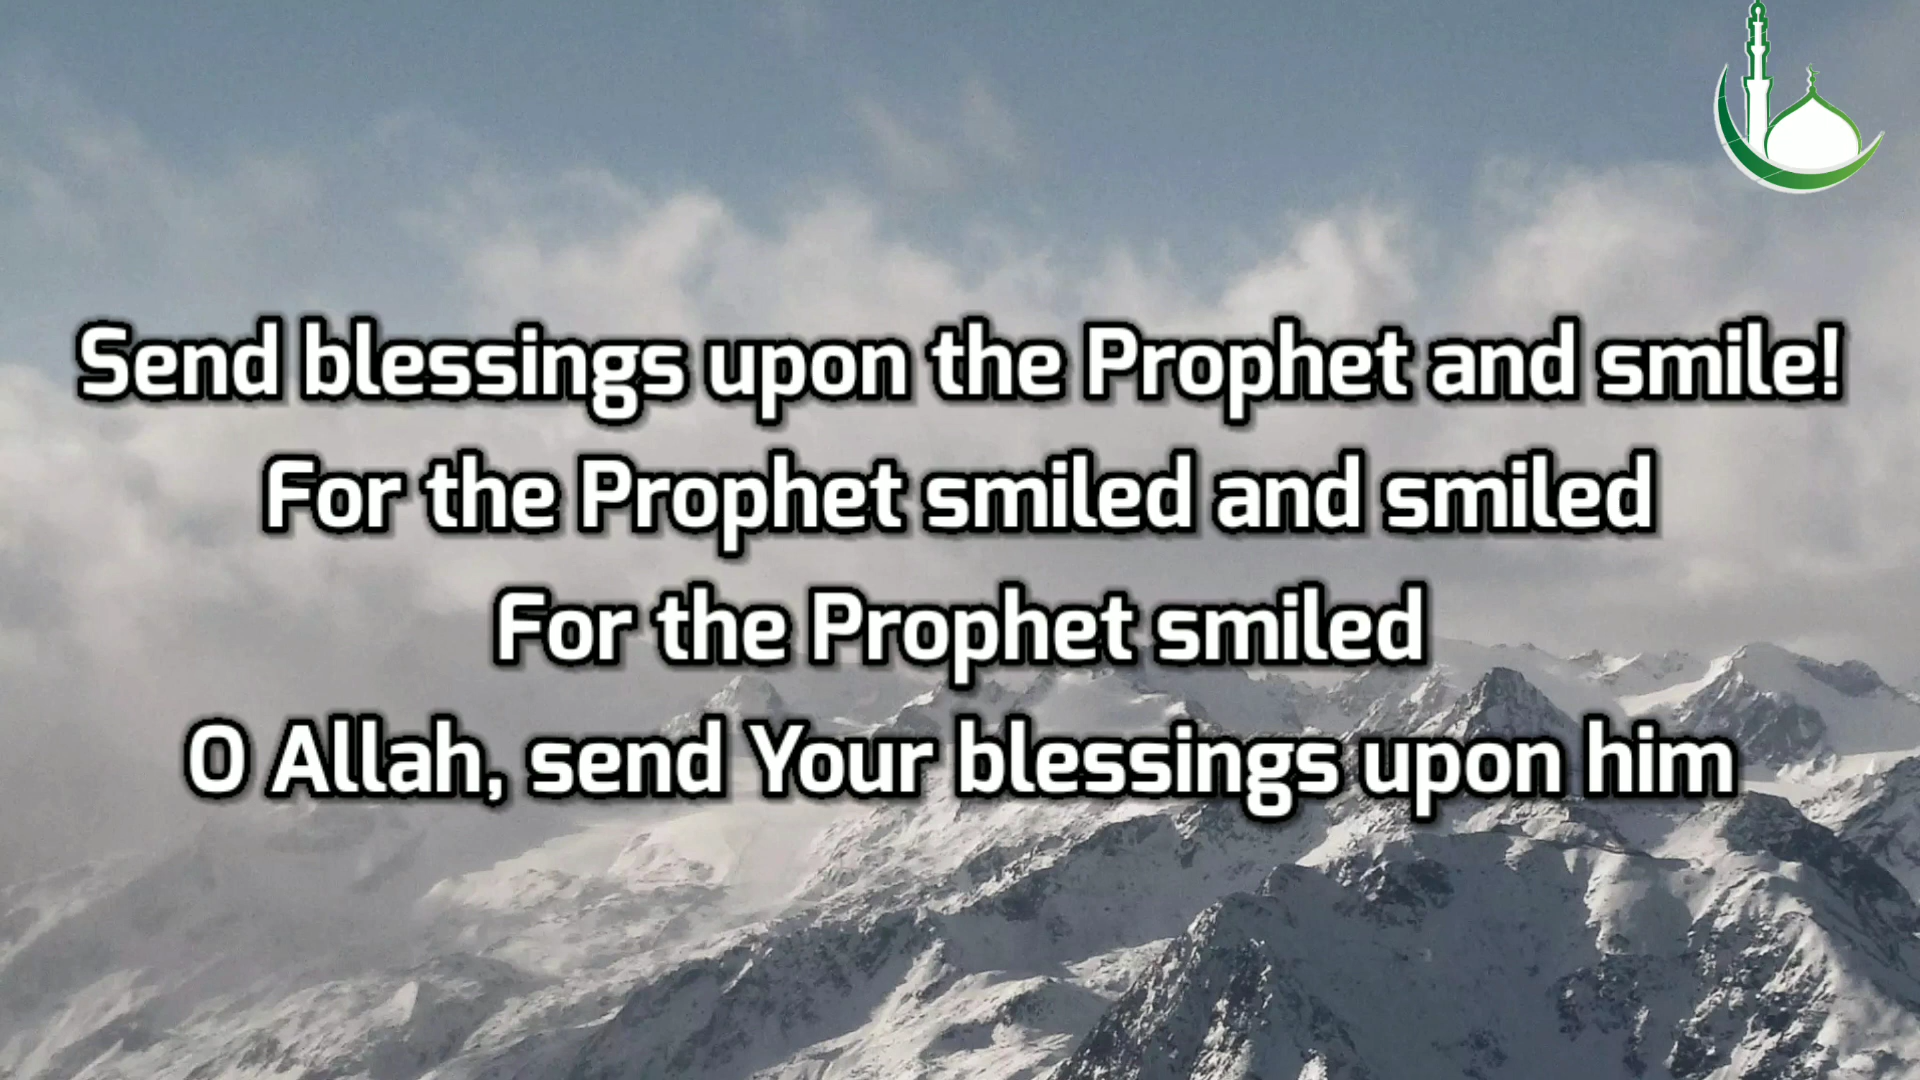 Send blessings upon the Prophet and smile!
For the Prophet smiled and smiled
For the Prophet smiled
O Allah, send Your blessings upon him